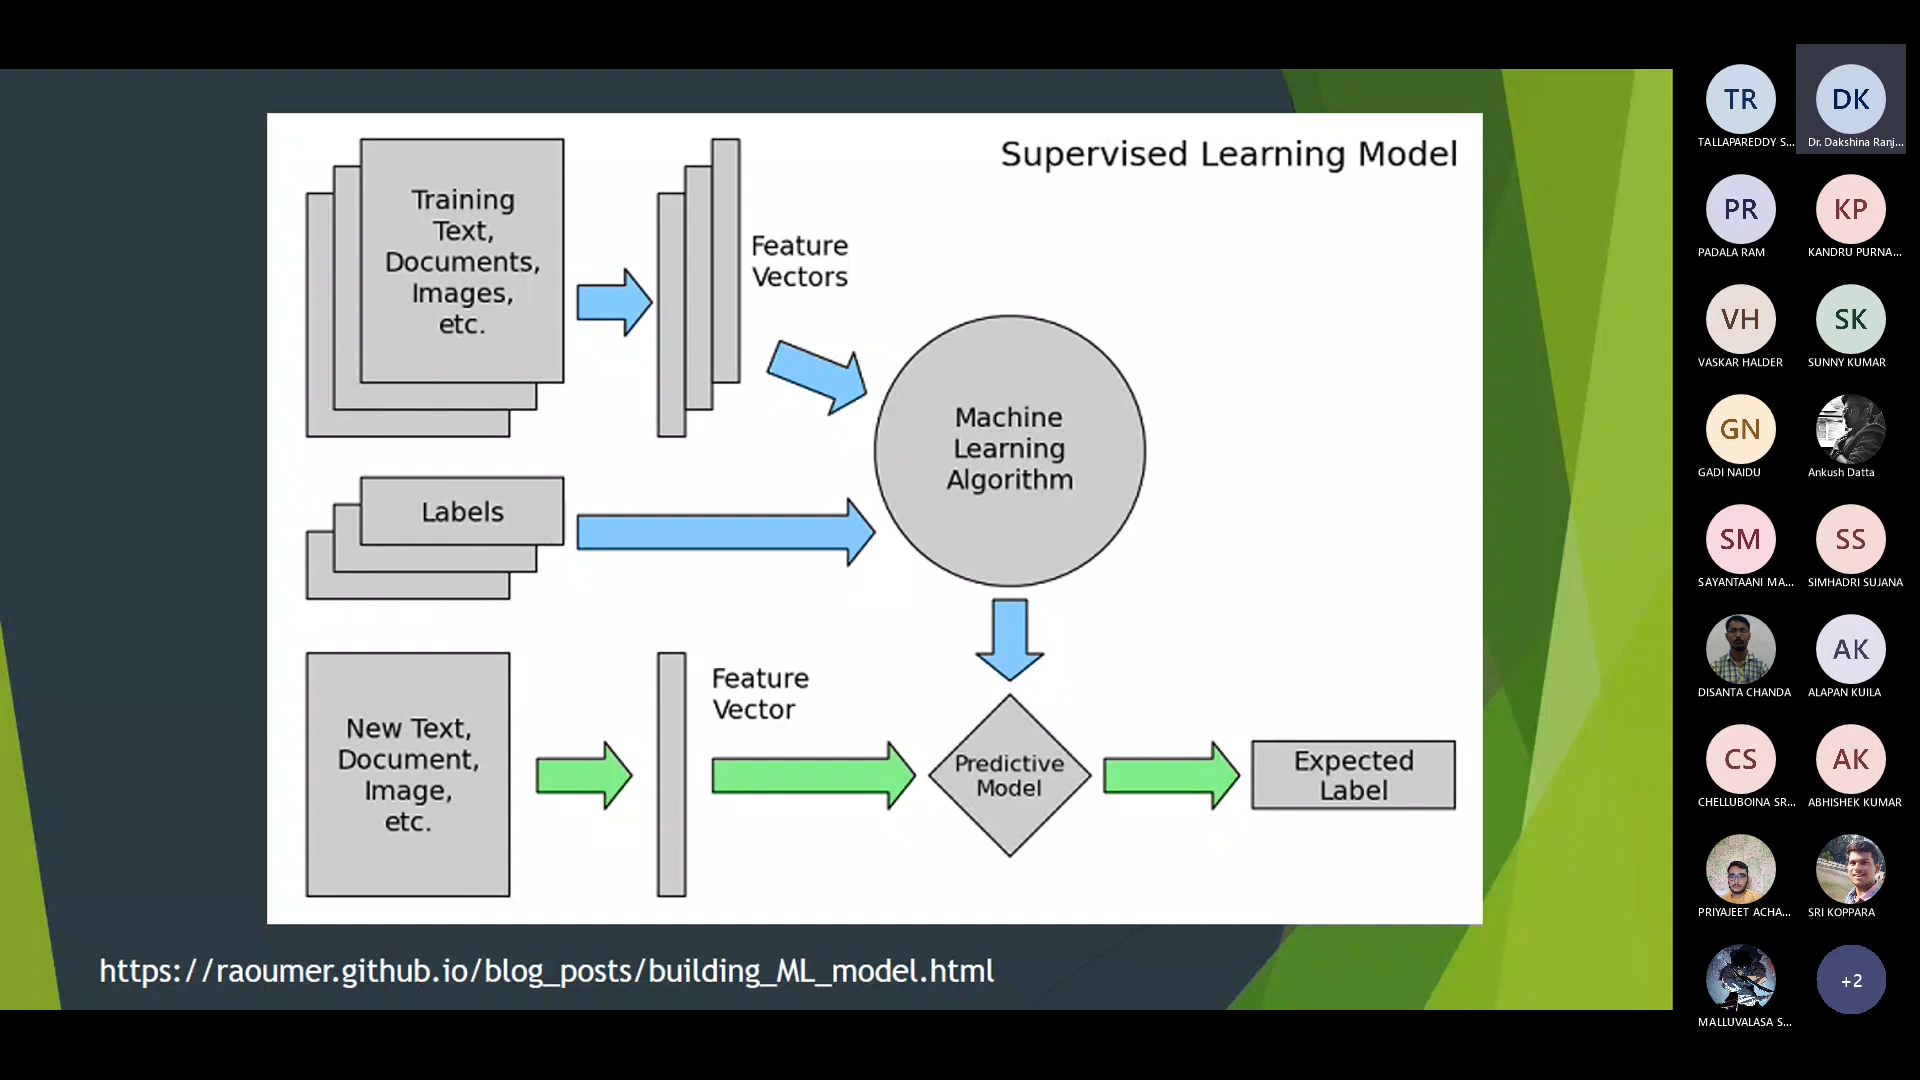 Supervised Learning Model
Training
Text,
Documents,
Images,
etc.
Feature
Vectors
Machine
Learning
Algorithm
Labels
New Text,
Document,
Image,
etc.
Feature
Vector
Predictive
Model
Expected
Label
https://raoumer.github.io/blog_posts/building_ML_model.html
TR
TALLAPAREDDY S...
DK
Dr. Dakshina Ranj...
PR
PADALA RAM
KP
KANDRU PURNA...
VH
VASKAR HALDER
SK
SUNNY KUMAR
GN
GADI NAIDU
Ankush Datta
SM
SAYANTAANI MA...
SS
SIMHADRI SUJANA
DISANTA CHANDA
AK
ALAPAN KUILA
CS
CHELLUBOINA SR...
AK
ABHISHEK KUMAR
PRIYAJEET ACHA...
SRI KOPPARA
MALLUVALASA S...
+2